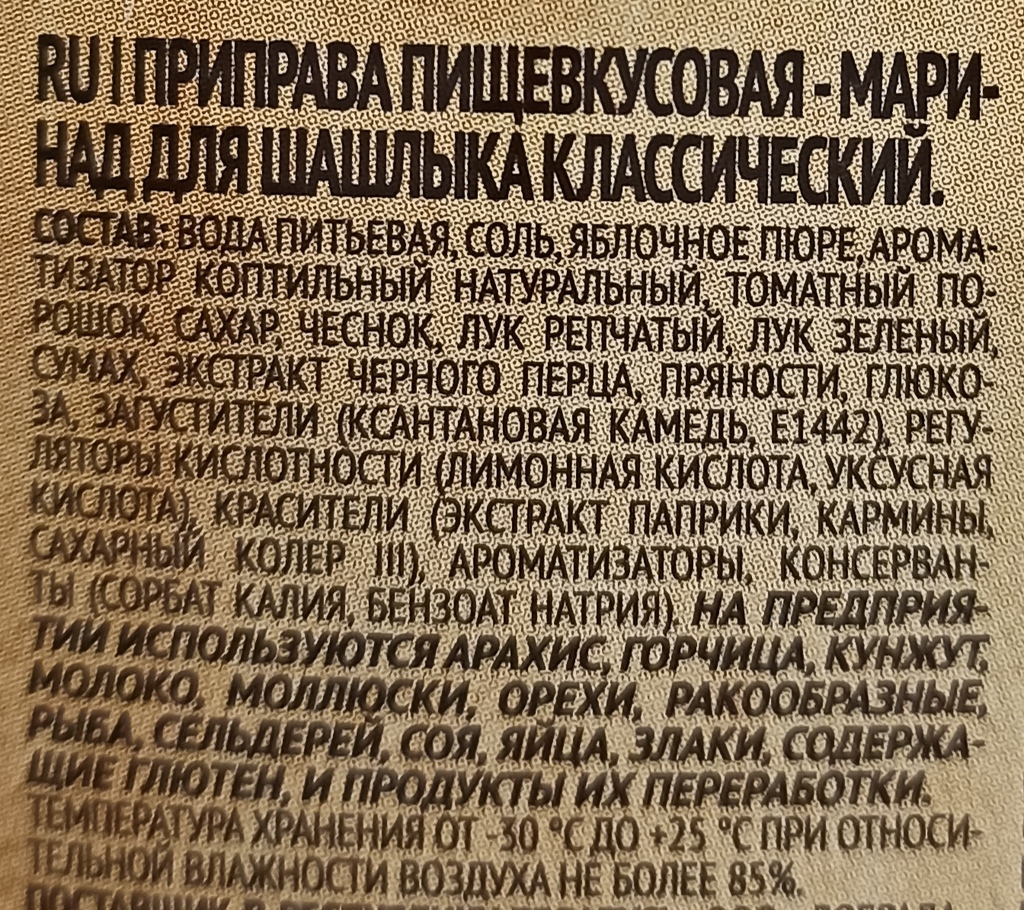 RU | ПРИПРАВА ПИЩЕВКУСОВАЯ - МАРИ-
НАД ДЛЯ ШАШЛЫКА КЛАССИЧЕСКИЙ.
СОСТАВ: ВОДА ПИТЬЕВАЯ, СОЛЬ, ЯБЛОЧНОЕ ПЮРЕ, АРОМА-
ТИЗАТОР КОПТИЛЬНЫЙ НАТУРАЛЬНЫЙ, ТОМАТНЫЙ ПО-
РОШОК, САХАР, ЧЕСНОК, ЛУК РЕПЧАТЫЙ, ЛУК ЗЕЛЕНЫЙ,
СУМАХ, ЭКСТРАКТ ЧЕРНОГО ПЕРЦА, ПРЯНОСТИ, ГЛЮКО-
ЗА, ЗАГУСТИТЕЛИ (КСАНТАНОВАЯ КАМЕДЬ, Е1442), РЕГУ-
ЛЯТОРЫ КИСЛОТНОСТИ (ЛИМОННАЯ КИСЛОТА, УКСУСНАЯ
КИСЛОТА), КРАСИТЕЛИ (ЭКСТРАКТ ПАПРИКИ, КАРМИНЫ,
САХАРНЫЙ КОЛЕР III), АРОМАТИЗАТОРЫ, КОНСЕРВАН-
ТЫ (СОРБАТ КАЛИЯ, БЕНЗОАТ НАТРИЯ). НА ПРЕДПРИЯ-
ТИИ ИСПОЛЬЗУЮТСЯ АРАХИС, ГОРЧИЦА, КУНЖУТ,
МОЛОКО, МОЛЛЮСКИ, ОРЕХИ, РАКООБРАЗНЫЕ,
РЫБА, СЕЛЬДЕРЕЙ, СОЯ, ЯЙЦА, ЗЛАКИ, СОДЕРЖА-
ЩИЕ ГЛЮТЕН, И ПРОДУКТЫ ИХ ПЕРЕРАБОТКИ.
ТЕМПЕРАТУРА ХРАНЕНИЯ ОТ -30 °С ДО +25 °С ПРИ ОТНОСИ-
ТЕЛЬНОЙ ВЛАЖНОСТИ ВОЗДУХА НЕ БОЛЕЕ 85%.